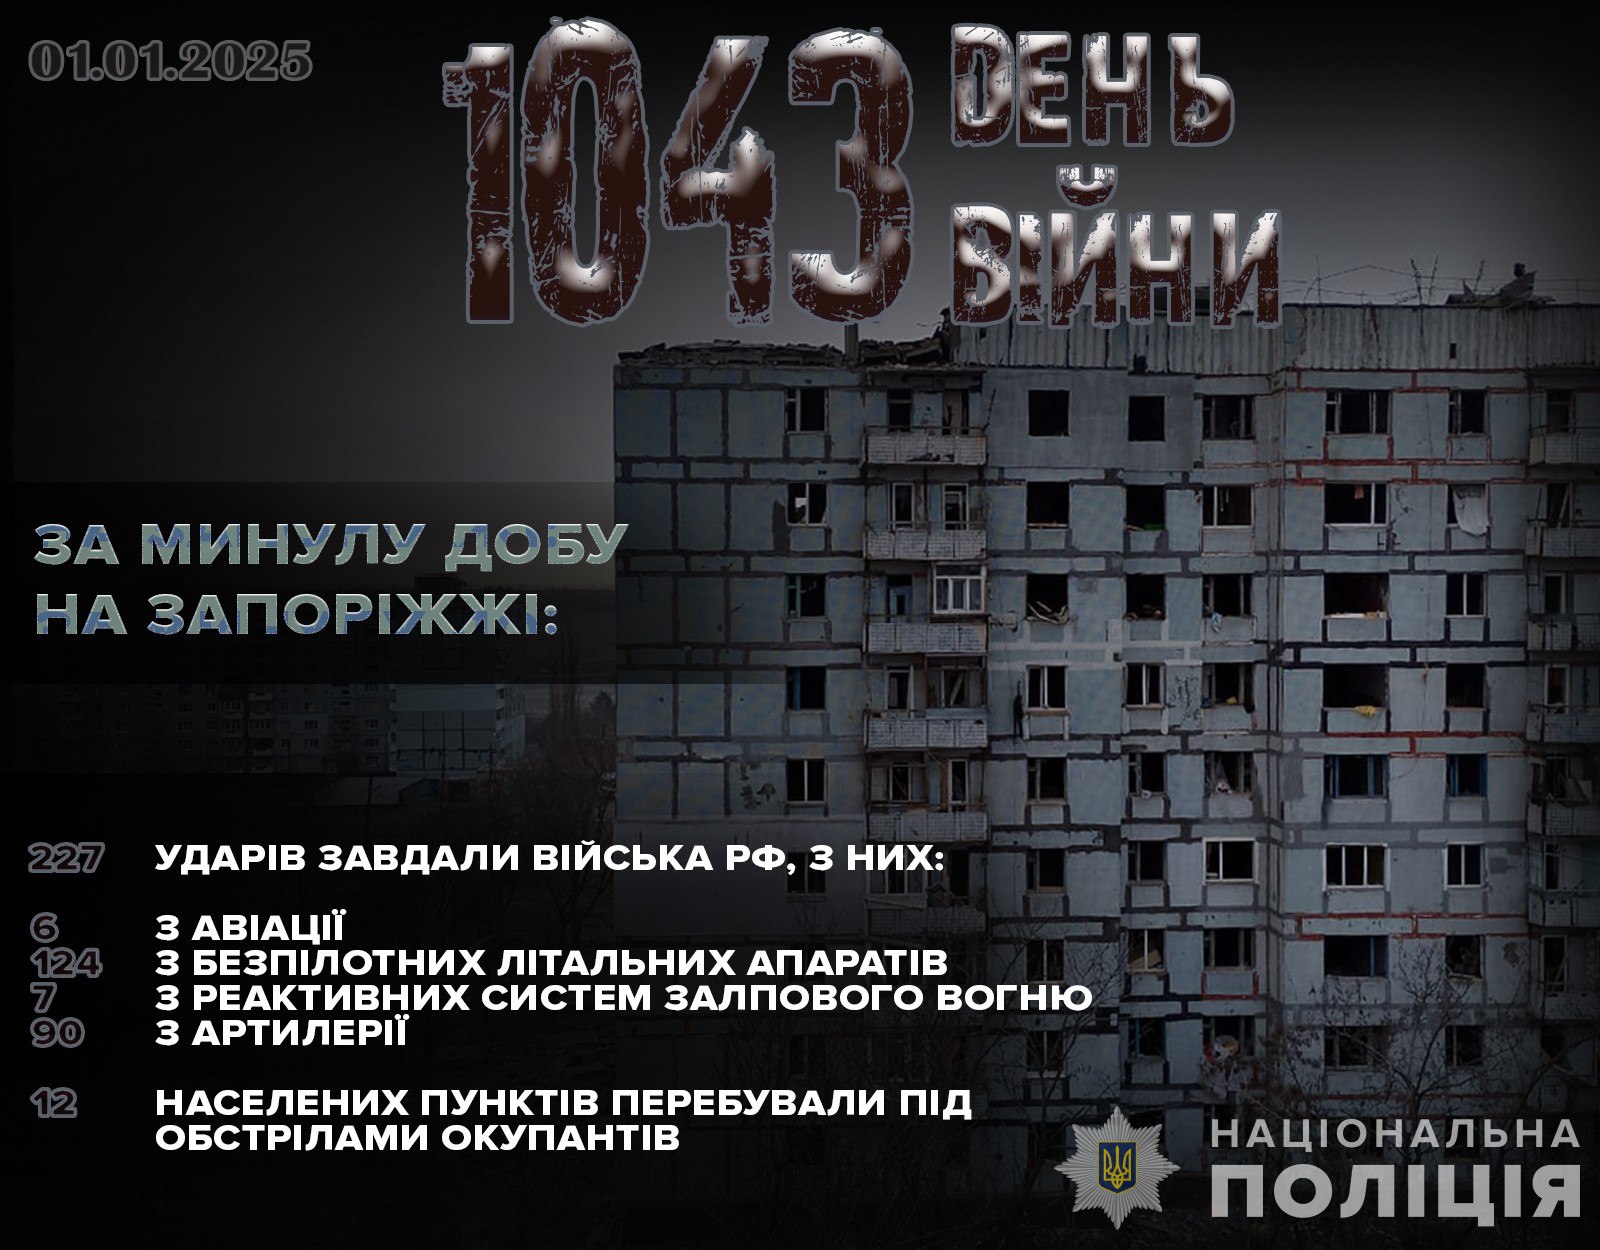 01.01.2025
1043 ДЕНЬ
ВІЙНИ
ЗА МИНУЛУ ДОБУ
НА ЗАПОРІЖЖІ:
227 УДАРІВ ЗАВДАЛИ ВІЙСЬКА РФ, З НИХ:
6 З АВІАЦІЇ
124 З БЕЗПІЛОТНИХ ЛІТАЛЬНИХ АПАРАТІВ
7 З РЕАКТИВНИХ СИСТЕМ ЗАЛПОВОГО ВОГНЮ
90 З АРТИЛЕРІЇ
12 НАСЕЛЕНИХ ПУНКТІВ ПЕРЕБУВАЛИ ПІД
ОБСТРІЛАМИ ОКУПАНТІВ
НАЦІОНАЛЬНА
ПОЛІЦІЯ